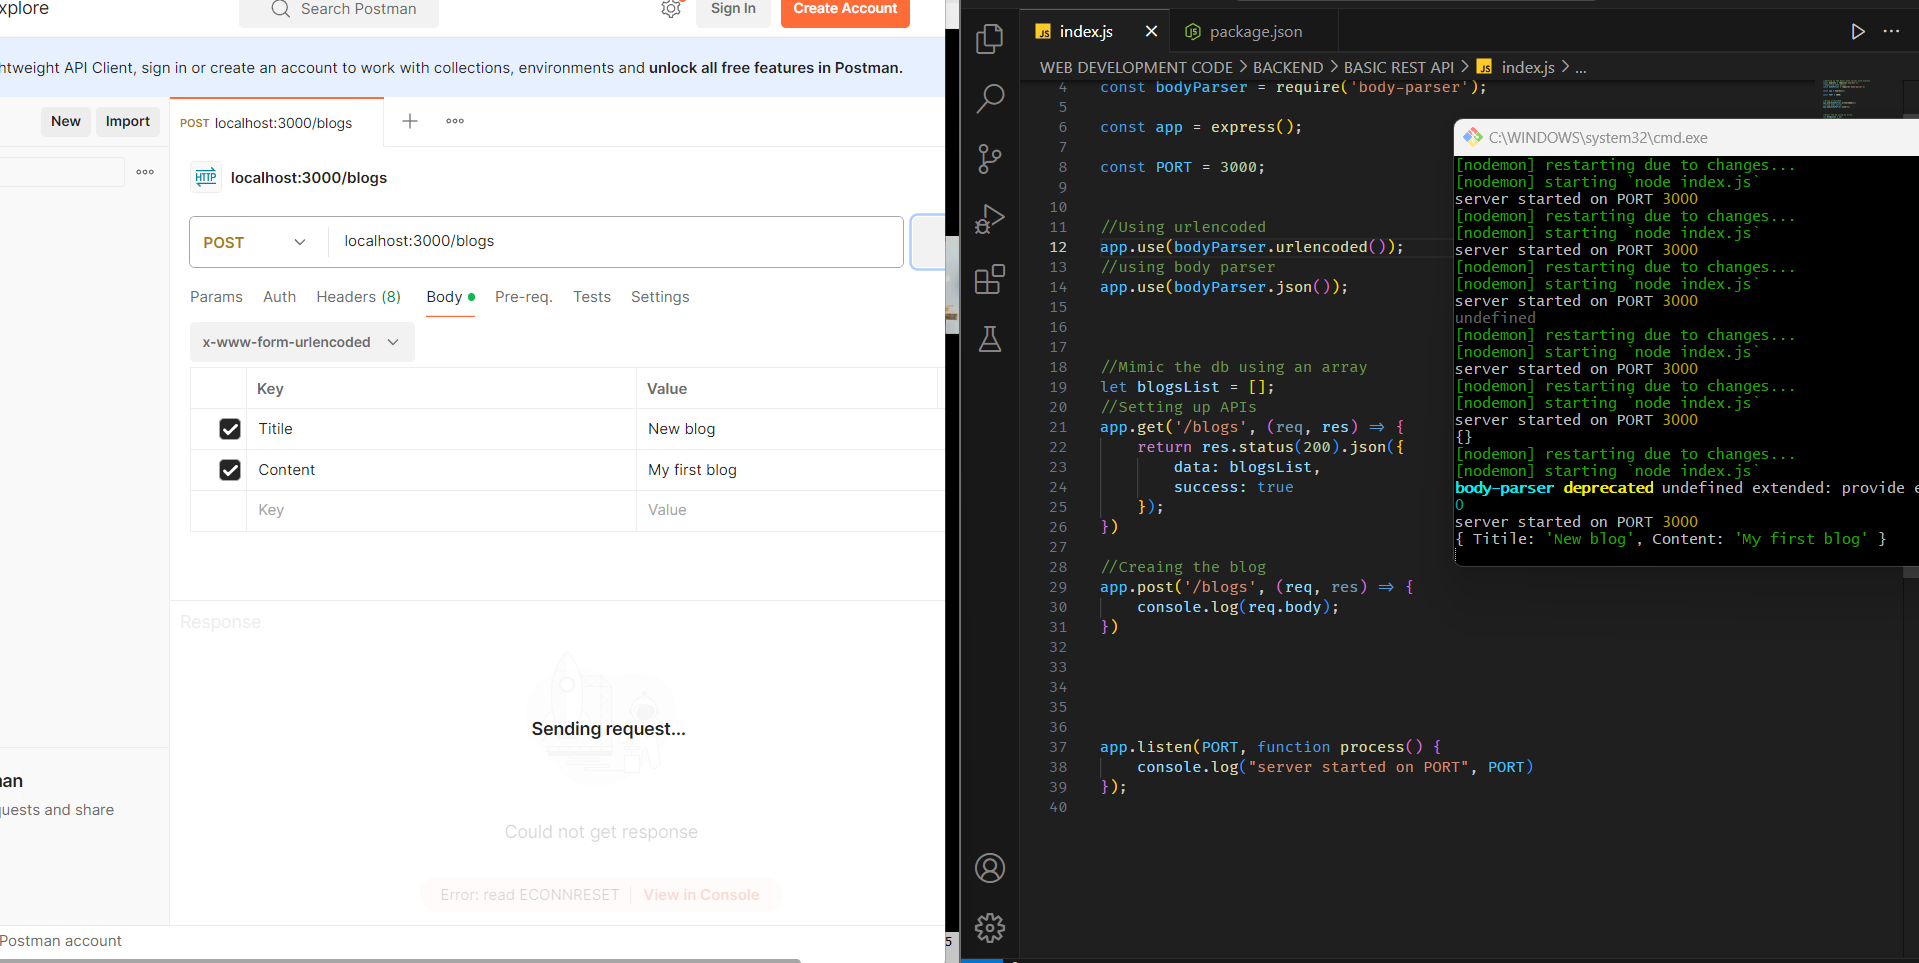 xplore
Search Postman
Sign In
Create Account
htweight API Client, sign in or create an account to work with collections, environments and unlock all free features in Postman.
New
Import
POST localhost:3000/blogs
HTTP localhost:3000/blogs
POST
localhost:3000/blogs
Params
Auth
Headers (8)
Body
Pre-req.
Tests
Settings
x-www-form-urlencoded
Key Value
Titile New blog
Content My first blog
Key Value
Response
Sending request...
Could not get response
Error: read ECONNRESET
View in Console
nan
quests and share
Postman account
5
JS index.js
package.json
WEB DEVELOPMENT CODE > BACKEND > BASIC REST API > JS index.js > ...
4 const bodyParser = require('body-parser');
5
6 const app = express();
7
8 const PORT = 3000;
9
10
11 //Using urlencoded
12 app.use(bodyParser.urlencoded());
13 //using body parser
14 app.use(bodyParser.json());
15
16
17
18 //Mimic the db using an array
19 let blogsList = [];
20 //Setting up APIs
21 app.get('/blogs', (req, res) => {
22 return res.status(200).json({
23 data: blogsList,
24 success: true
25 });
26 })
27
28 //Creaing the blog
29 app.post('/blogs', (req, res) => {
30 console.log(req.body);
31 })
32
33
34
35
36
37 app.listen(PORT, function process() {
38 console.log("server started on PORT", PORT)
39 });
40
C:\WINDOWS\system32\cmd.exe
[nodemon] restarting due to changes...
[nodemon] starting `node index.js`
server started on PORT 3000
[nodemon] restarting due to changes...
[nodemon] starting `node index.js`
server started on PORT 3000
[nodemon] restarting due to changes...
[nodemon] starting `node index.js`
server started on PORT 3000
undefined
[nodemon] restarting due to changes...
[nodemon] starting `node index.js`
server started on PORT 3000
[nodemon] restarting due to changes...
[nodemon] starting `node index.js`
server started on PORT 3000
{}
[nodemon] restarting due to changes...
[nodemon] starting `node index.js`
body-parser deprecated undefined extended: provide e
0
server started on PORT 3000
{ Titile: 'New blog', Content: 'My first blog' }